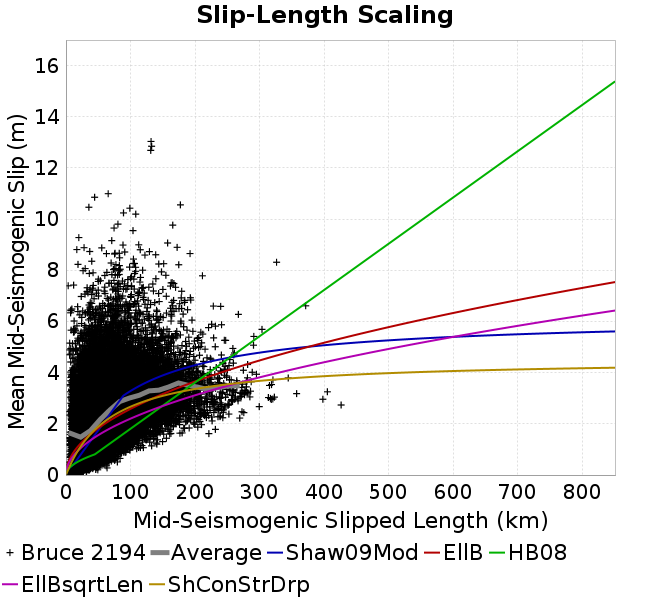 Slip-Length Scaling
Mean Mid-Seismogenic Slip (m)
16
14
12
10
8
6
4
2
0
0 100 200 300 400 500 600 700 800
Mid-Seismogenic Slipped Length (km)
Bruce 2194 Average Shaw09Mod EllB HB08
EllBsqrtLen ShConStrDrp